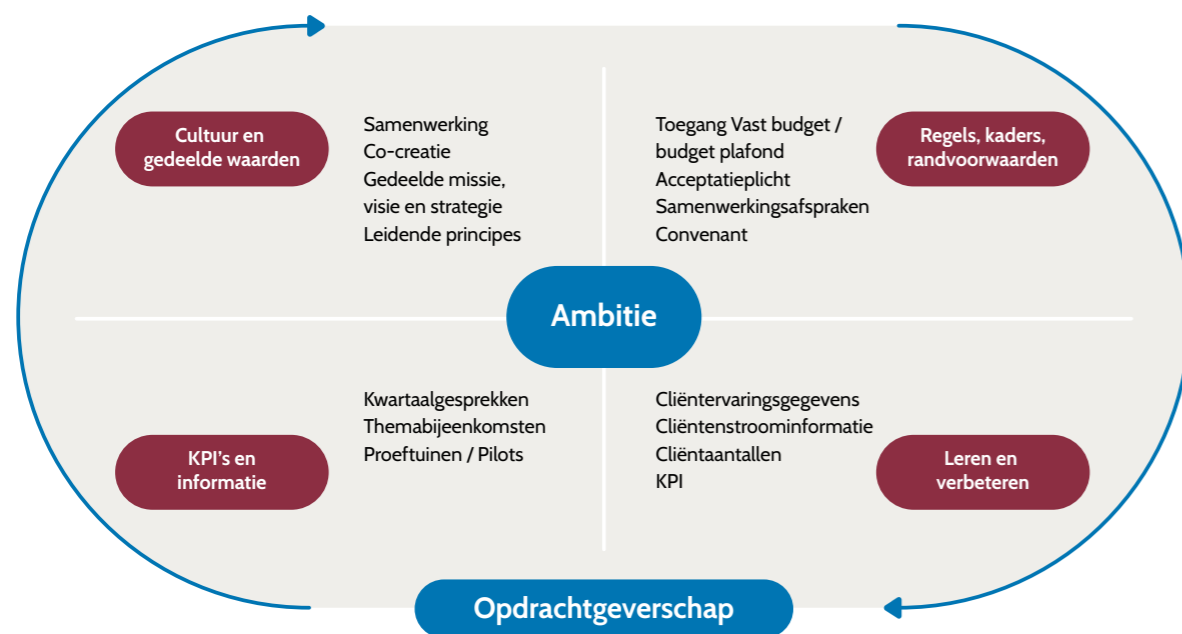 Cultuur en
gedeelde waarden
Samenwerking
Co-creatie
Gedeelde missie,
visie en strategie
Leidende principes
Toegang Vast budget /
budget plafond
Acceptatieplicht
Samenwerkingsafspraken
Convenant
Regels, kaders,
randvoorwaarden
Ambitie
KPI's en
informatie
Kwartaalgesprekken
Themabijeenkomsten
Proeftuinen / Pilots
Cliëntervaringsgegevens
Cliëntenstroominformatie
Cliëntaantallen
KPI
Leren en
verbeteren
Opdrachtgeverschap